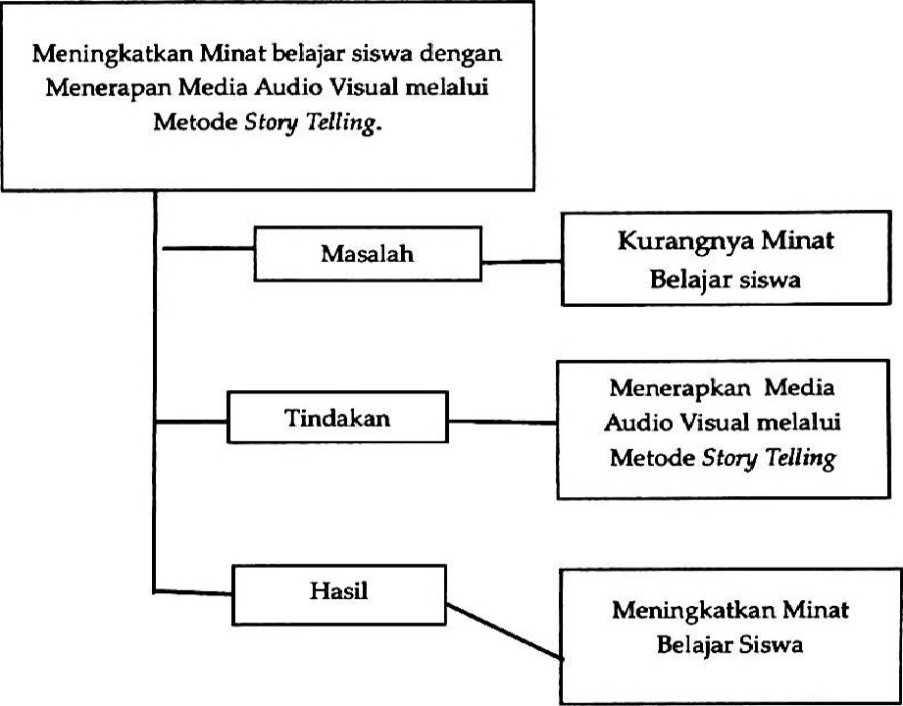 Meningkatkan Minat belajar siswa dengan
Menerapan Media Audio Visual melalui
Metode Story Telling.
Masalah
Kurangnya Minat
Belajar siswa
Tindakan
Menerapkan Media
Audio Visual melalui
Metode Story Telling
Hasil
Meningkatkan Minat
Belajar Siswa